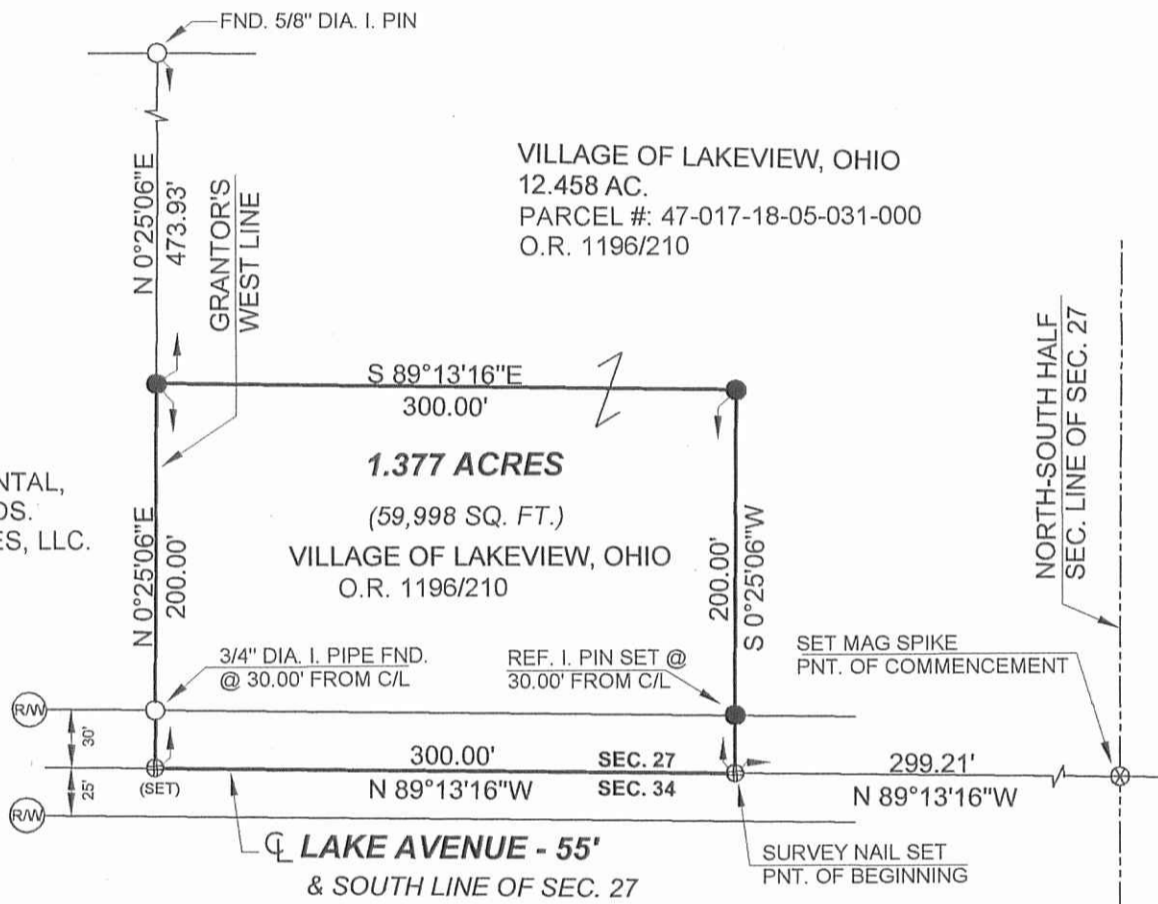 FND. 5/8" DIA. I. PIN
N 0°25'06"E
473.93'
GRANTOR'S
WEST LINE
VILLAGE OF LAKEVIEW, OHIO
12.458 AC.
PARCEL #: 47-017-18-05-031-000
O.R. 1196/210
NORTH-SOUTH HALF
SEC. LINE OF SEC. 27
S 89°13'16"E
300.00'
1.377 ACRES
(59,998 SQ. FT.)
VILLAGE OF LAKEVIEW, OHIO
O.R. 1196/210
NTAL,
DS.
ES, LLC.
N 0°25'06"E
200.00'
200.00'
S 0°25'06"W
3/4" DIA. I. PIPE FND.
@ 30.00' FROM C/L
REF. I. PIN SET @
30.00' FROM C/L
SET MAG SPIKE
PNT. OF COMMENCEMENT
R/W
30'
25'
R/W
(SET)
300.00'
N 89°13'16"W
SEC. 27
SEC. 34
299.21'
N 89°13'16"W
℄ LAKE AVENUE - 55'
& SOUTH LINE OF SEC. 27
SURVEY NAIL SET
PNT. OF BEGINNING